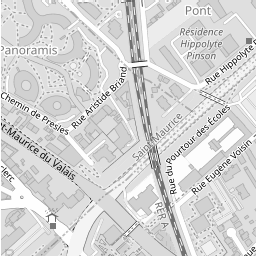 Pont
Panoramis
Résidence
Hippolyte
Pinson
Rue Hippolyte P
Rue Aristide Briand
Chemin de Presles
t-Maurice du Valais
Saint-Maurice
Rue du Pourtour des Écoles
Rue Eugène Voisin
Clerc
RER A